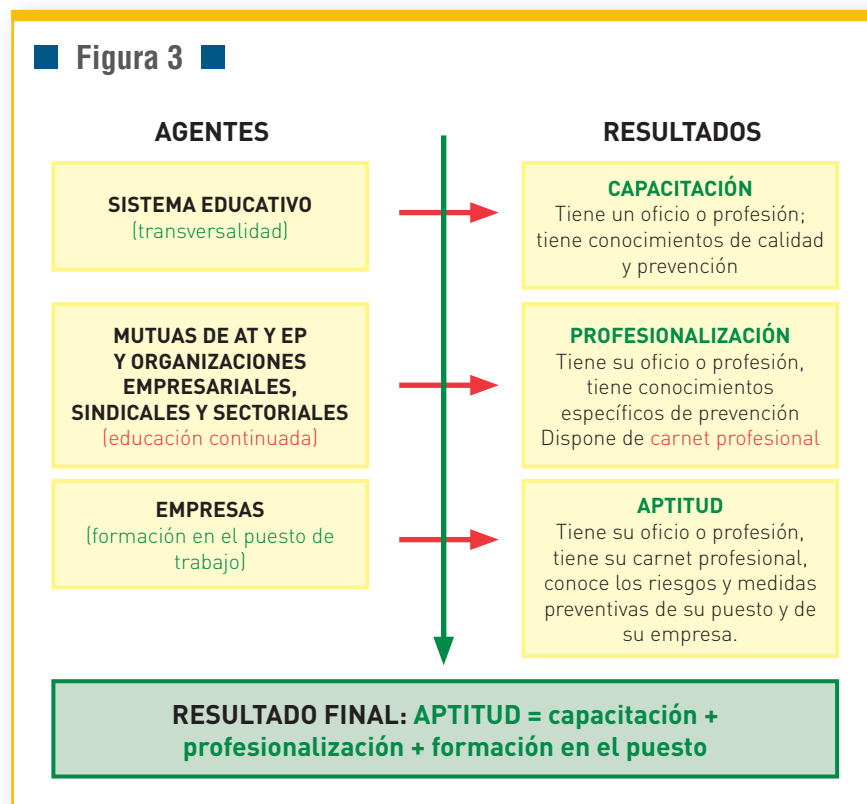 Figura 3
AGENTES
RESULTADOS
SISTEMA EDUCATIVO
(transversalidad)
CAPACITACIÓN
Tiene un oficio o profesión;
tiene conocimientos de calidad
y prevención
MUTUAS DE AT Y EP
Y ORGANIZACIONES
EMPRESARIALES,
SINDICALES Y SECTORIALES
(educación continuada)
PROFESIONALIZACIÓN
Tiene su oficio o profesión,
tiene conocimientos
específicos de prevención
Dispone de carnet profesional
EMPRESAS
(formación en el puesto de
trabajo)
APTITUD
Tiene su oficio o profesión,
tiene su carnet profesional,
conoce los riesgos y medidas
preventivas de su puesto y de
su empresa.
RESULTADO FINAL: APTITUD = capacitación +
profesionalización + formación en el puesto